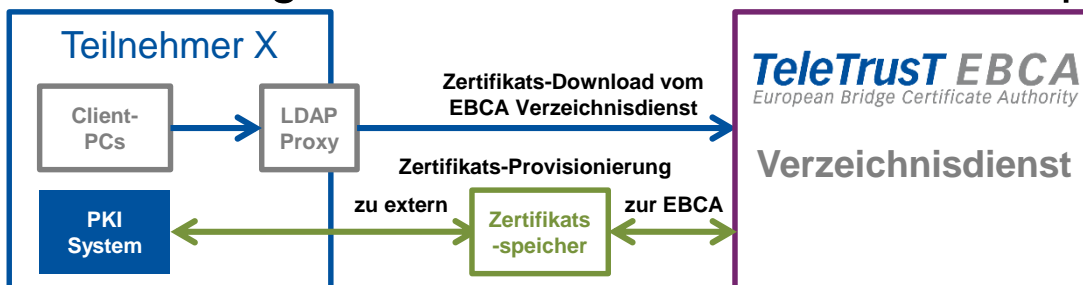 Teilnehmer X
Client-
PCs
LDAP
Proxy
Zertifikats-Download vom
EBCA Verzeichnisdienst
TeleTrusT EBCA
European Bridge Certificate Authority
Verzeichnisdienst
Zertifikats-Provisionierung
PKI
System
zu extern
Zertifikats
-speicher
zur EBCA